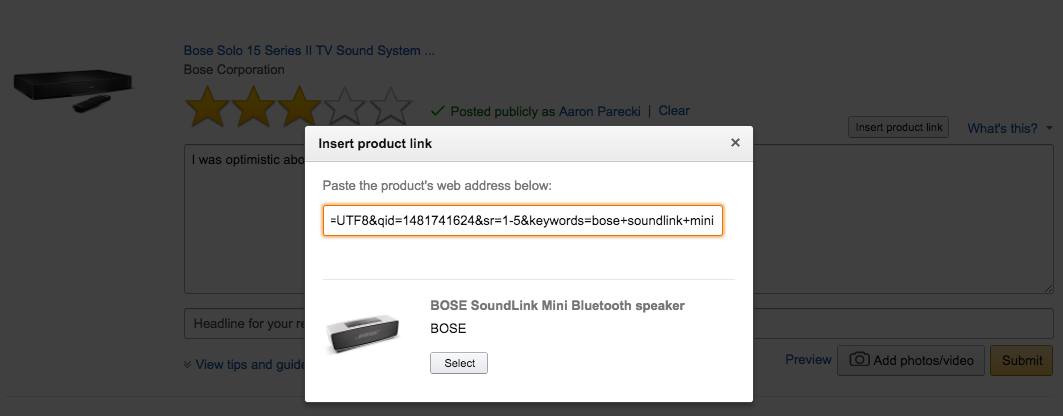 Bose Solo 15 Series II TV Sound System ...
Bose Corporation
Posted publicly as Aaron Parecki | Clear
Insert product link
What's this?
Insert product link
I was optimistic abo
Paste the product's web address below:
=UTF8&qid=1481741624&sr=1-5&keywords=bose+soundlink+mini
BOSE SoundLink Mini Bluetooth speaker
BOSE
Select
Headline for your re
View tips and guide
Preview
Add photos/video
Submit